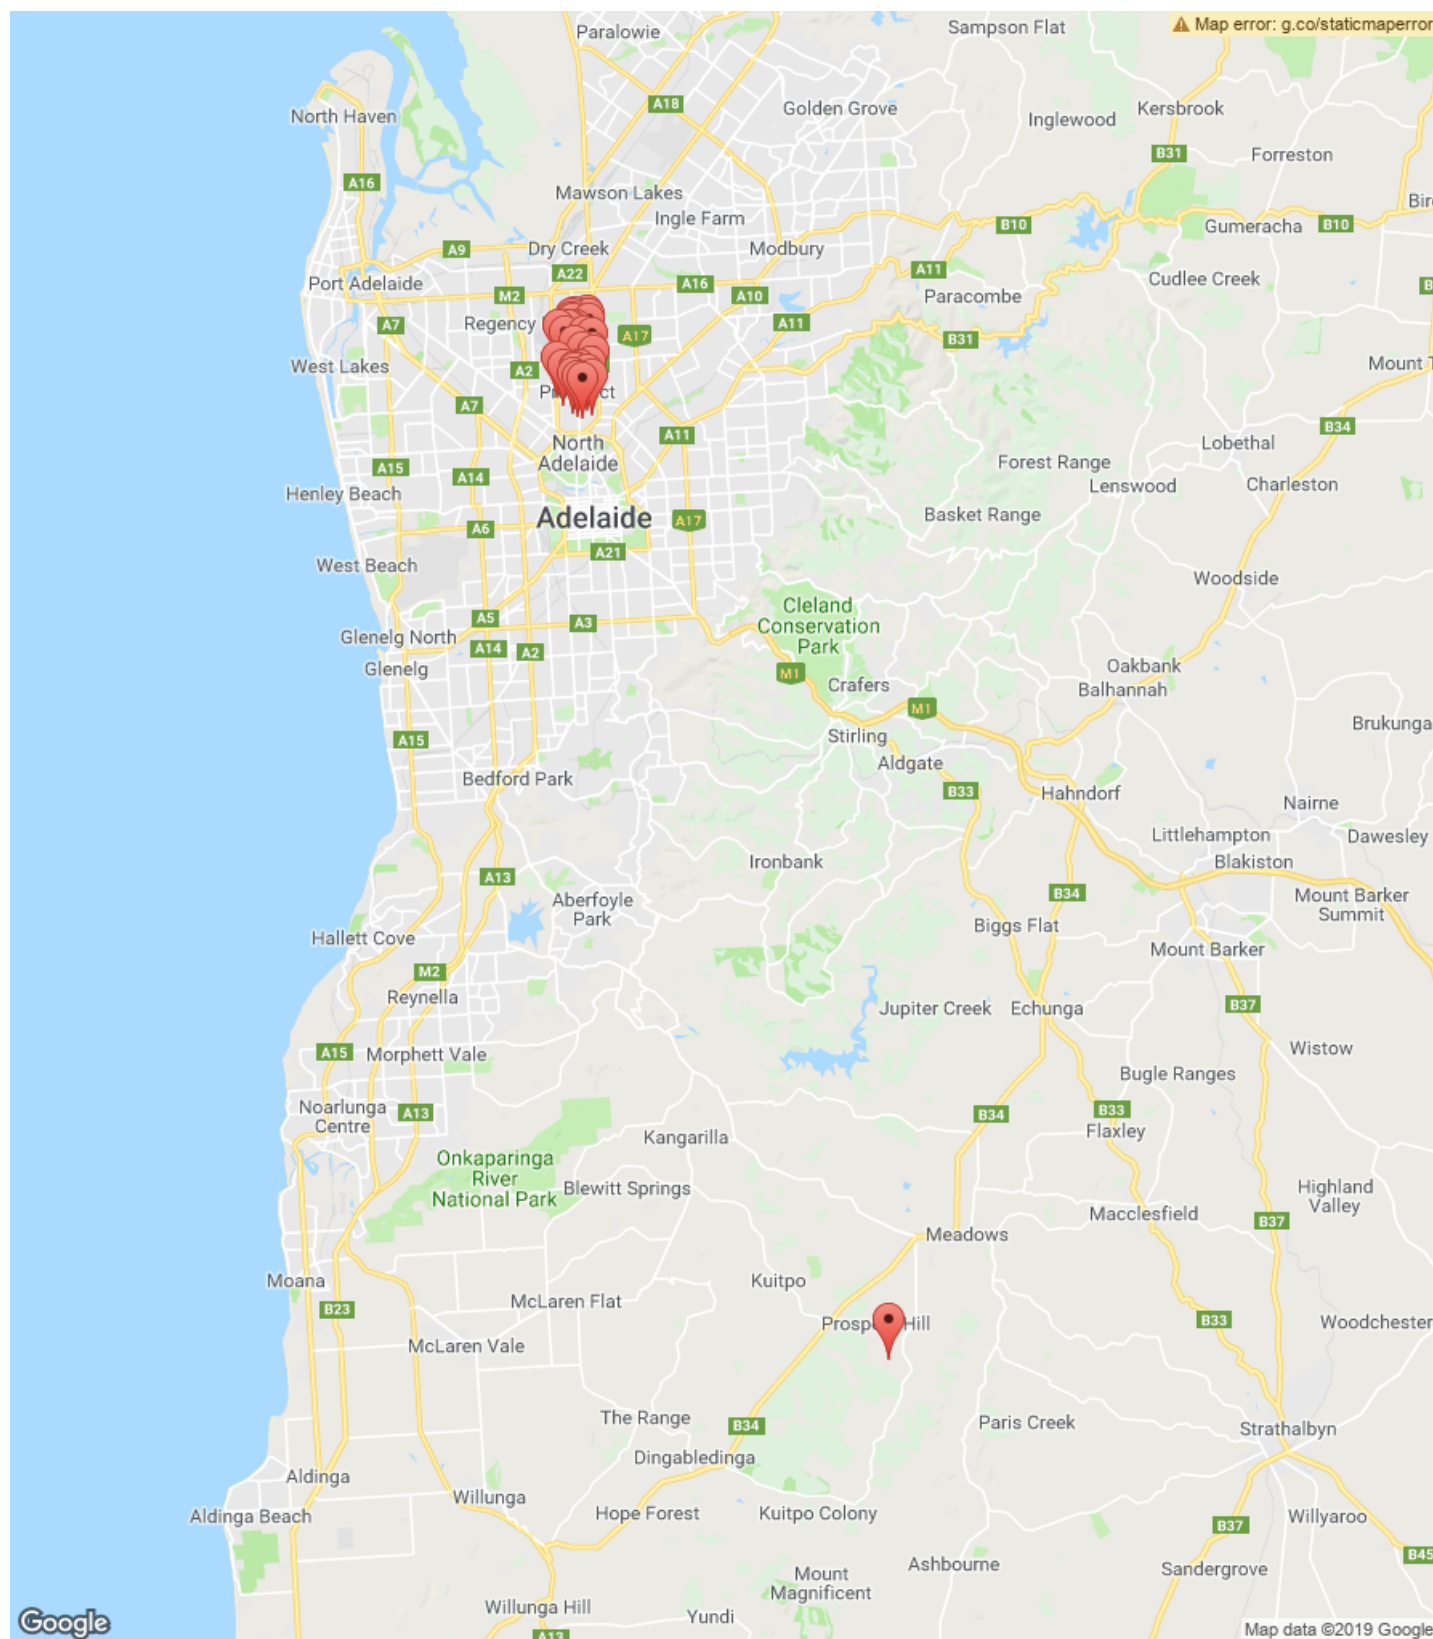 Paralowie
Sampson Flat
Map error: g.co/staticmaperror
North Haven
A18
Golden Grove
Kersbrook
Inglewood
B31
Forreston
A16
Mawson Lakes
Ingle Farm
B10
Gumeracha
B10
A9
Dry Creek
Modbury
A22
A11
Cudlee Creek
Port Adelaide
M2
A16
A10
Paracombe
A7
Regency
A17
A11
B31
West Lakes
A2
Mount
A7
A11
B34
North
Adelaide
Lobethal
A15
A14
Forest Range
Henley Beach
Lenswood
Charleston
Adelaide
A17
Basket Range
A6
A21
West Beach
Woodside
Cleland
Conservation
Park
A5
A3
Glenelg North
A14
A2
Glenelg
M1
Oakbank
Crafers
Balhannah
M1
Brukunga
A15
Stirling
Aldgate
Bedford Park
B33
Hahndorf
Nairne
Littlehampton
Dawesley
Ironbank
Blakiston
A13
B34
Mount Barker
Summit
Aberfoyle
Park
Biggs Flat
Hallett Cove
Mount Barker
M2
Reynella
Jupiter Creek
Echunga
B37
A15
Morphett Vale
Wistow
Bugle Ranges
Noarlunga
Centre
A13
B34
B33
Flaxley
Kangarilla
Onkaparinga
River
National Park
Blewitt Springs
Highland
Valley
Macclesfield
B37
Meadows
Moana
Kuitpo
B23
McLaren Flat
Prosp Hill
B33
Woodchester
McLaren Vale
The Range
B34
Paris Creek
Strathalbyn
Dingabledinga
Aldinga
Willunga
Aldinga Beach
Hope Forest
Kuitpo Colony
B37
Willyaroo
Ashbourne
B45
Mount
Magnificent
Sandergrove
Willunga Hill
Yundi
A13
Google
Map data ©2019 Google